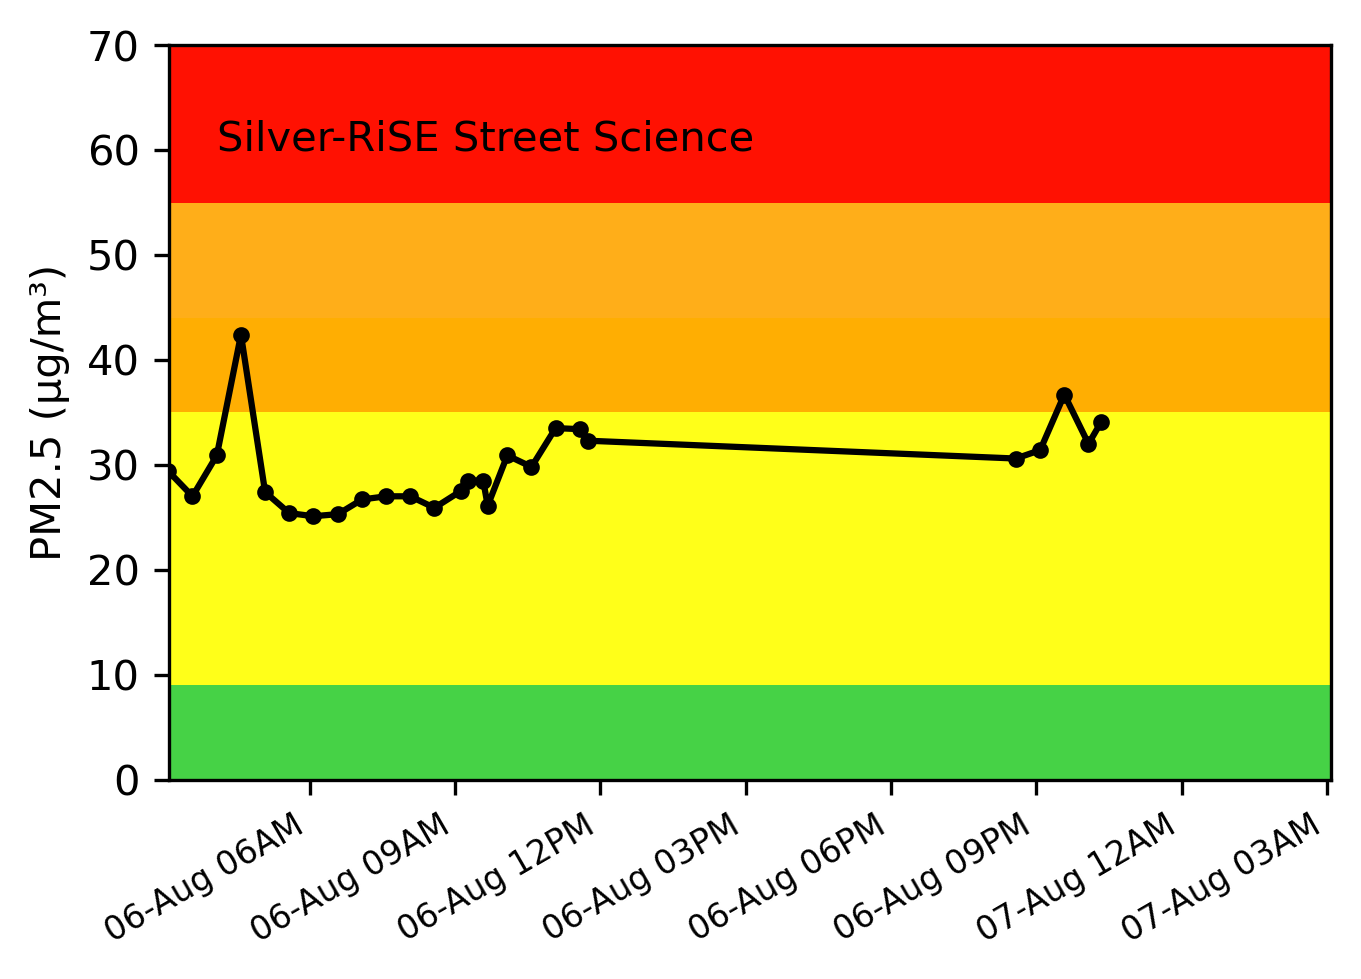 70
Silver-RiSE Street Science
60
50
40
30
20
10
0
PM2.5 (µg/m³)
06-Aug 06AM
06-Aug 09AM
06-Aug 12PM
06-Aug 03PM
06-Aug 06PM
06-Aug 09PM
07-Aug 12AM
07-Aug 03AM